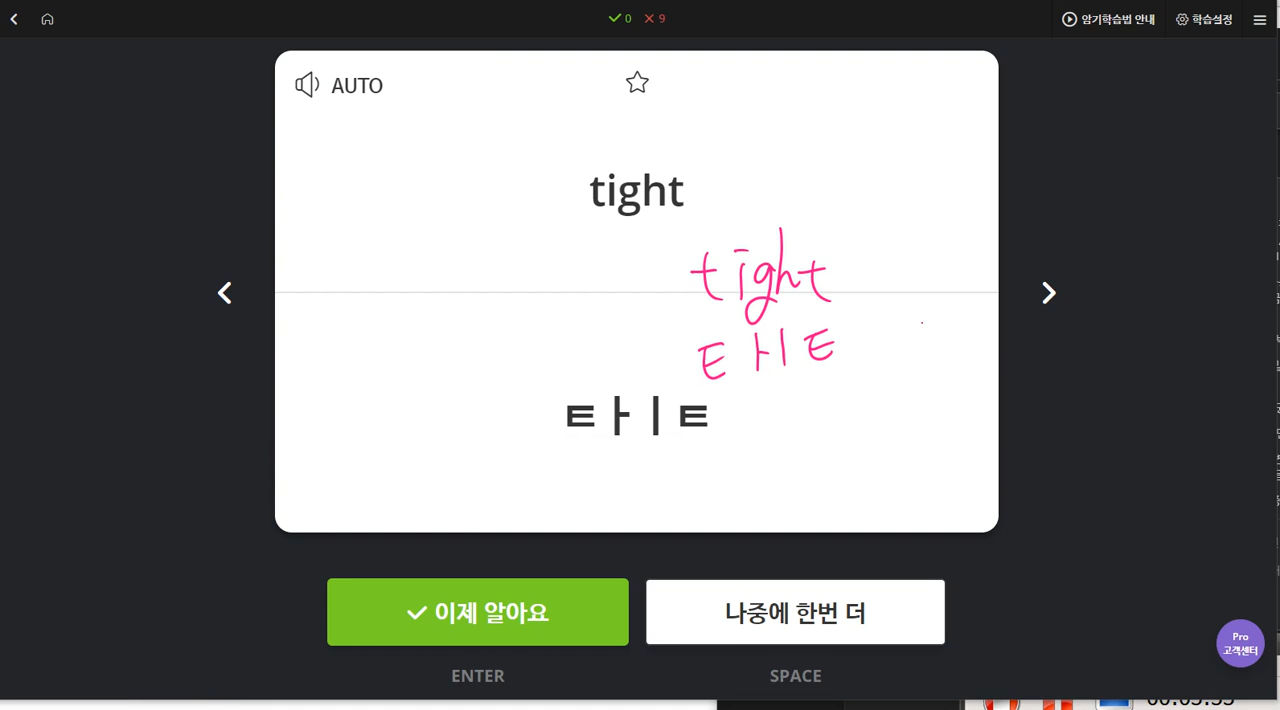 0 9 암기학습법 안내 학습설정
AUTO
tight
tight
ㅌㅏㅣㅌ
ㅌㅏㅣㅌ
이제 알아요 나중에 한번 더
ENTER SPACE
Pro
고객센터